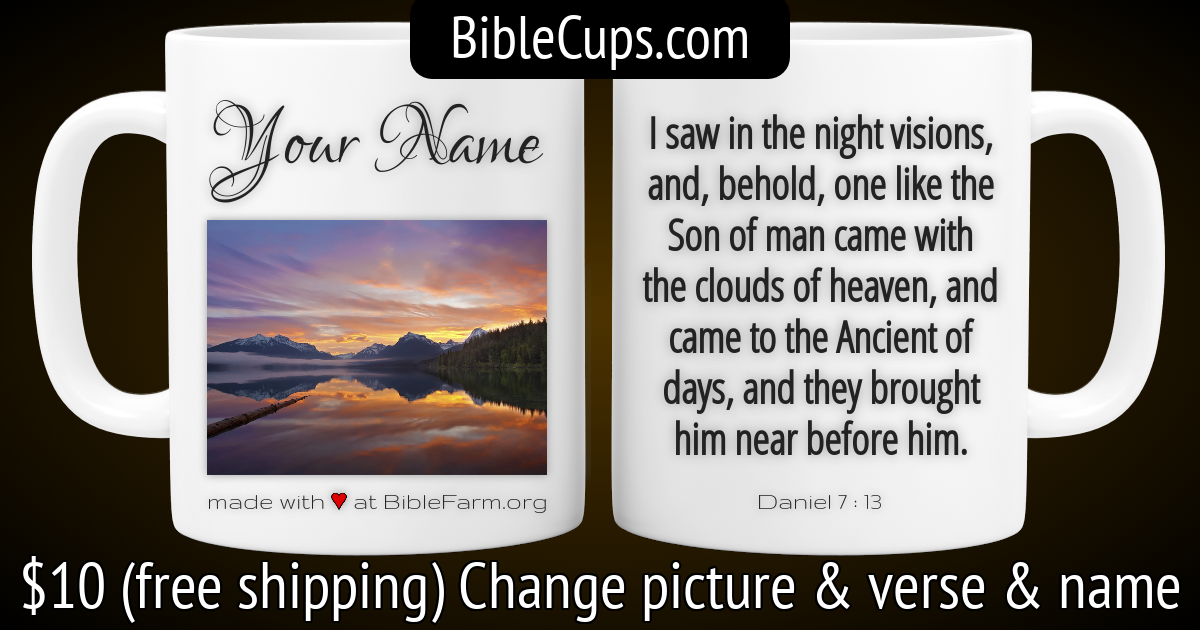 BibleCups.com
Your Name
made with ♥ at BibleFarm.org
I saw in the night visions,
and, behold, one like the
Son of man came with
the clouds of heaven, and
came to the Ancient of
days, and they brought
him near before him.
Daniel 7 : 13
$10 (free shipping) Change picture & verse & name